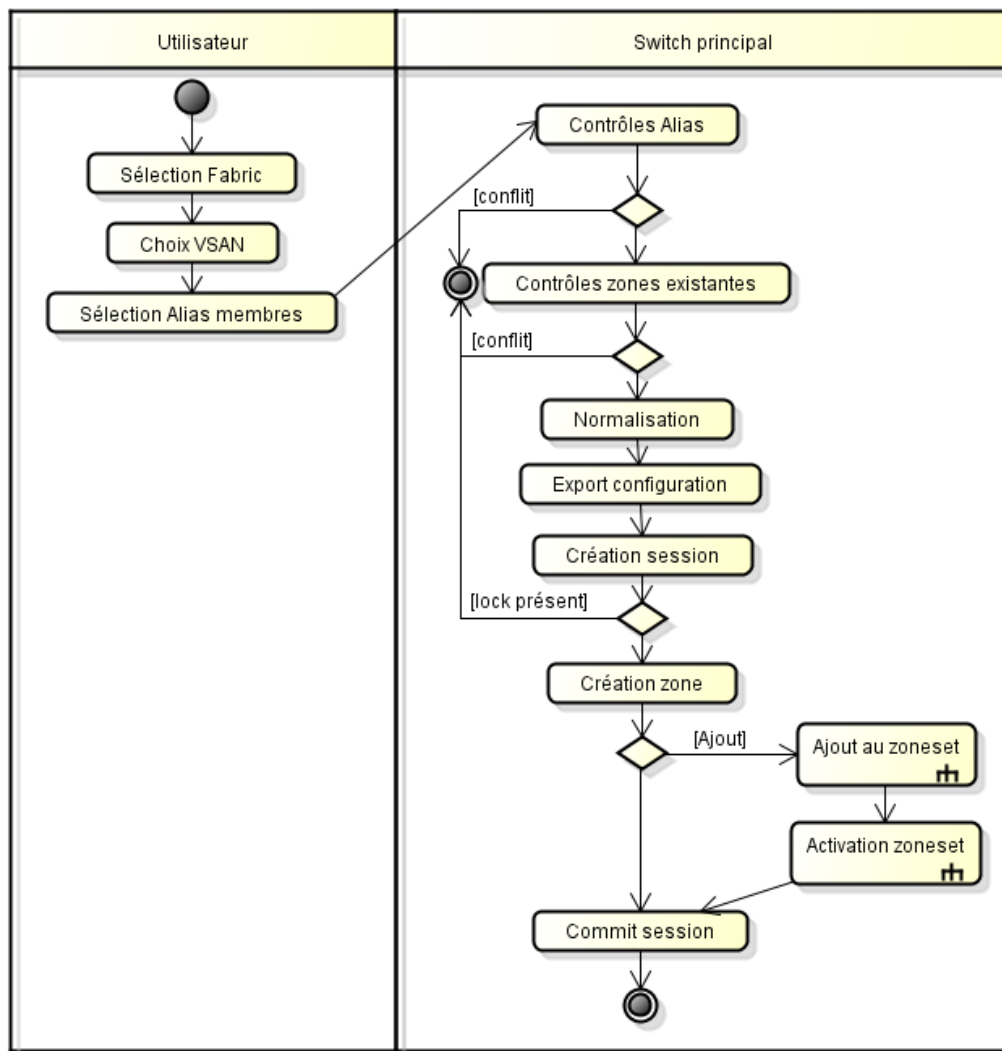 Utilisateur
Switch principal
Sélection Fabric
Choix VSAN
Sélection Alias membres
Contrôles Alias
[conflit]
Contrôles zones existantes
[conflit]
Normalisation
Export configuration
Création session
[lock présent]
Création zone
[Ajout]
Ajout au zoneset
Activation zoneset
Commit session